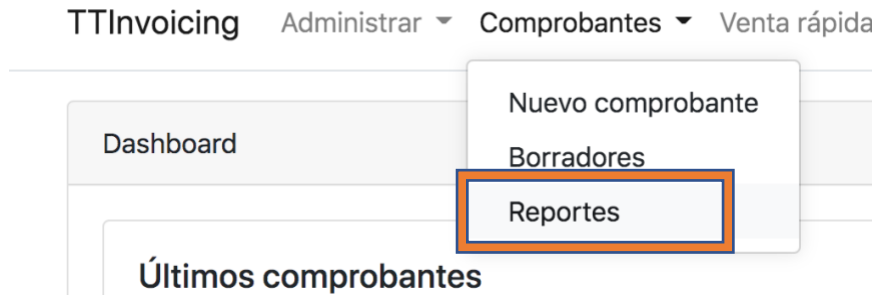 TTInvoicing Administrar Comprobantes Venta rápida
Nuevo comprobante
Dashboard
Borradores
Reportes
Últimos comprobantes